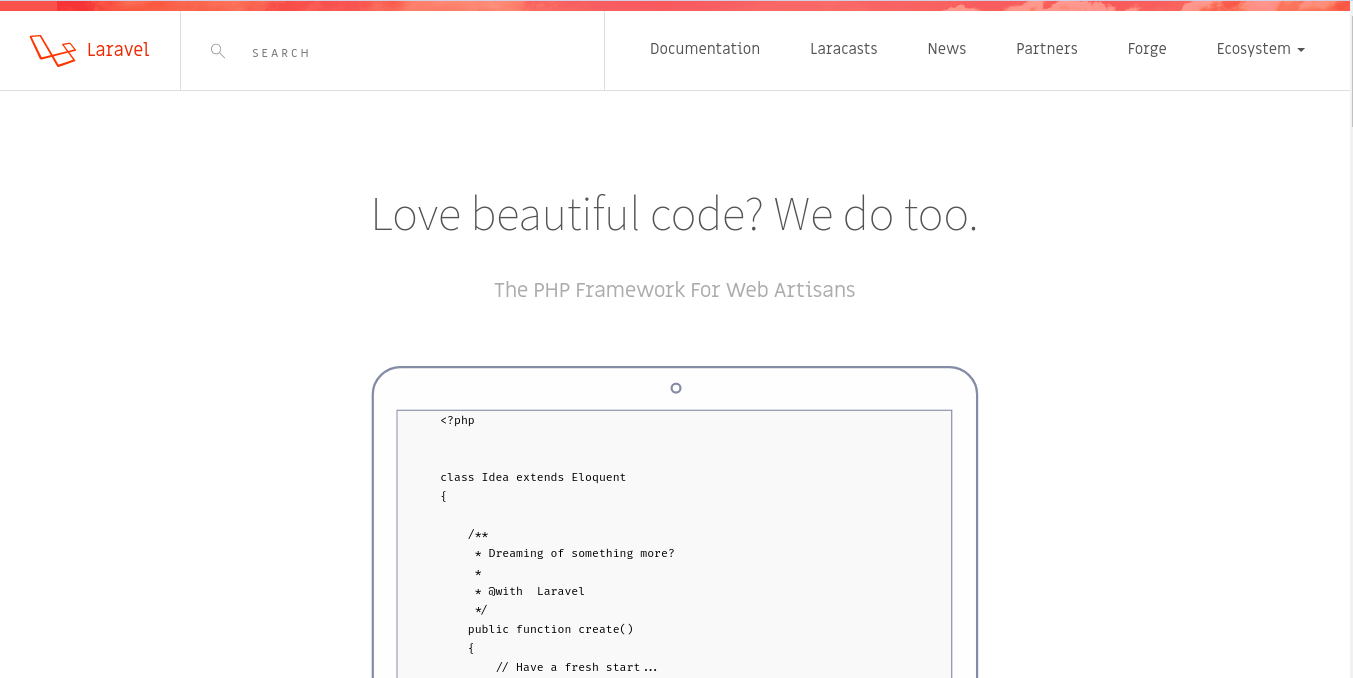 Laravel
SEARCH
Documentation Laracasts News Partners Forge Ecosystem
Love beautiful code? We do too.
The PHP Framework For Web Artisans
<?php
class Idea extends Eloquent
{
/**
* Dreaming of something more?
*
* @with  Laravel
*/
public function create()
{
// Have a fresh start...